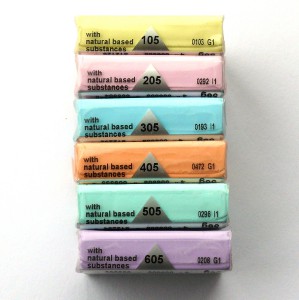 with
natural based
substances
105
0103 G1
with
natural based
substances
205
0292 I1
with
natural based
substances
305
0193 I1
with
natural based
substances
405
0472 G1
with
natural based
substances
505
0296 I1
with
natural based
substances
605
0208 G1